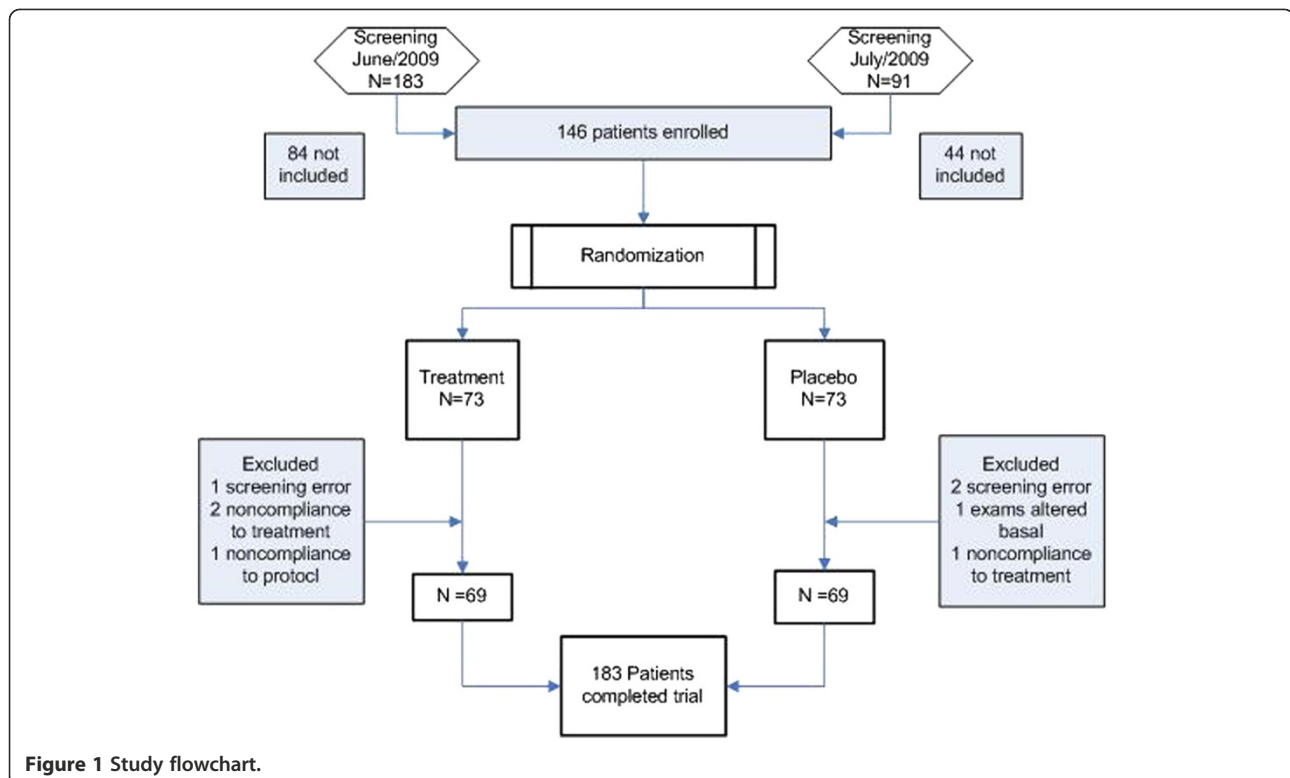 Screening
June/2009
N=183
Screening
July/2009
N=91
146 patients enrolled
84 not
included
44 not
included
Randomization
Treatment
N=73
Placebo
N=73
Excluded
1 screening error
2 noncompliance
to treatment
1 noncompliance
to protocl
Excluded
2 screening error
1 exams altered
basal
1 noncompliance
to treatment
N =69
N =69
183 Patients
completed trial
Figure 1 Study flowchart.